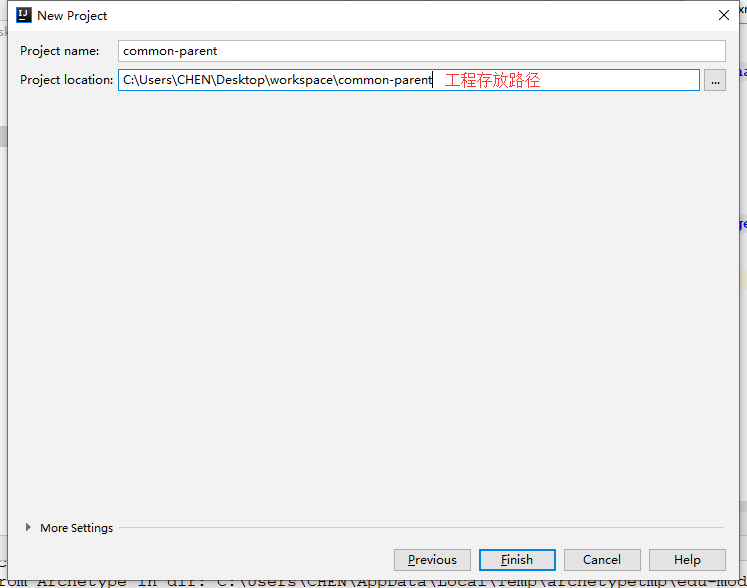 New Project
Project name: common-parent
Project location: C:\Users\CHEN\Desktop\workspace\common-parent 工程存放路径 ...
More Settings
Previous Finish Cancel Help
rom Archetype in dir: C:\Users\CHEN\AppData\Local\Temp\archetypetmp\edu-mod